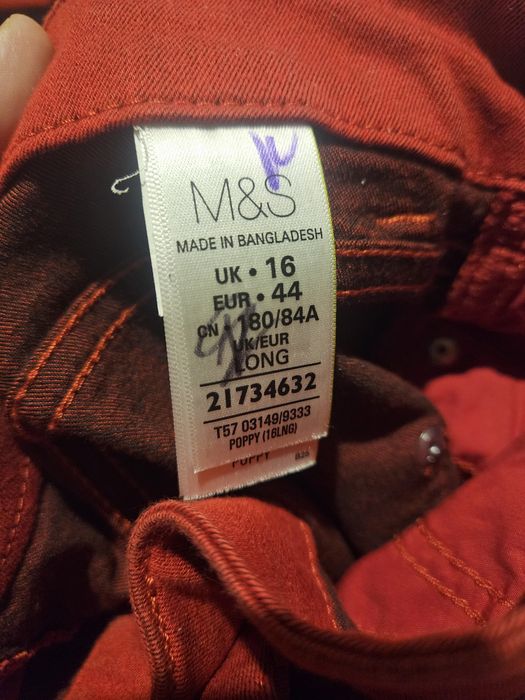 M&S
MADE IN BANGLADESH
UK • 16
EUR • 44
CN 180/84A
UK/EUR
LONG
21734632
T57 03149/9333
POPPY (16LNG)
POPPY B26